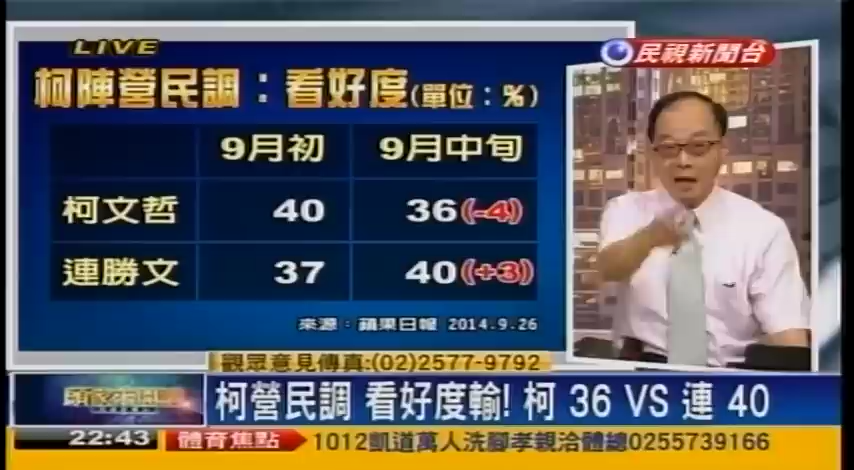 LIVE
民視新聞台
柯陣營民調：看好度(單位：%)
9月初 9月中旬
柯文哲 40 36(-4)
連勝文 37 40(+3)
來源：蘋果日報 2014.9.26
觀眾意見傳真:(02)2577-9792
柯營民調 看好度輸! 柯 36 VS 連 40
22:43 體育焦點 1012凱道萬人洗腳孝親洽體總0255739166